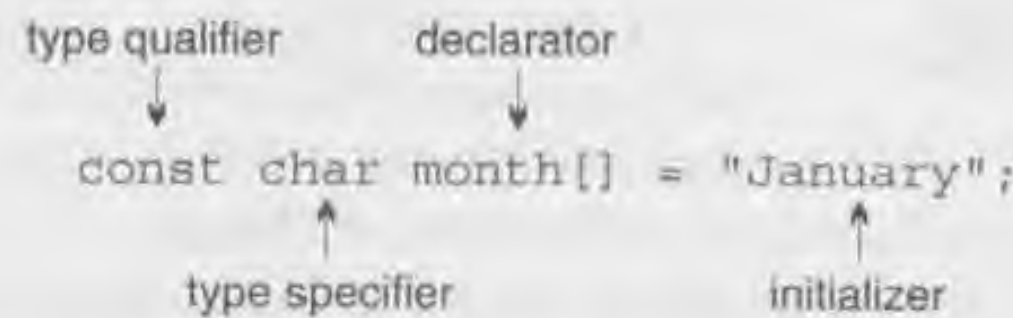 type qualifier declarator
const char month[] = "January";
type specifier initializer